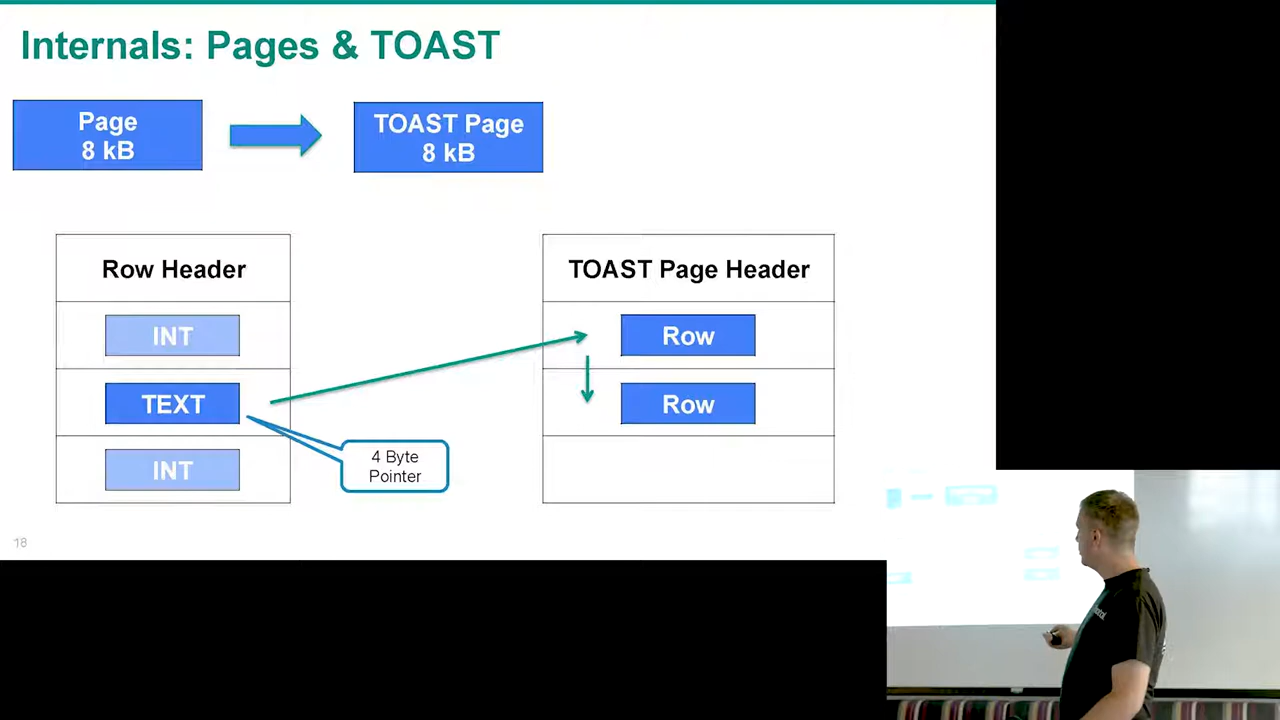 Internals: Pages & TOAST
Page
8 kB
TOAST Page
8 kB
Row Header
INT
TEXT
INT
4 Byte
Pointer
TOAST Page Header
Row
Row
18